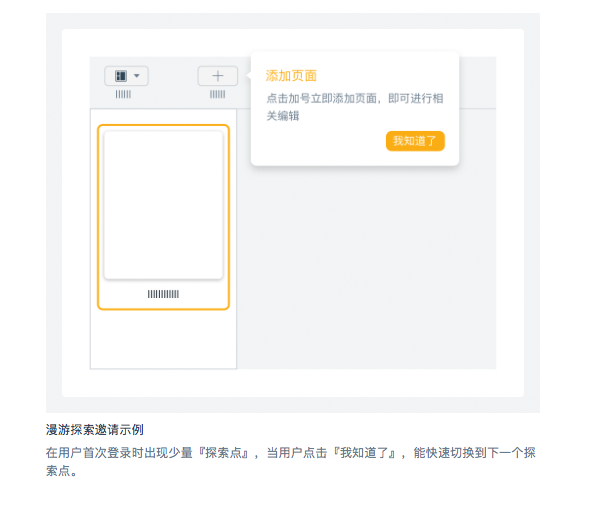 添加页面
点击加号立即添加页面，即可进行相
关编辑
我知道了
漫游探索邀请示例
在用户首次登录时出现少量『探索点』，当用户点击『我知道了』，能快速切换到下一个探
索点。